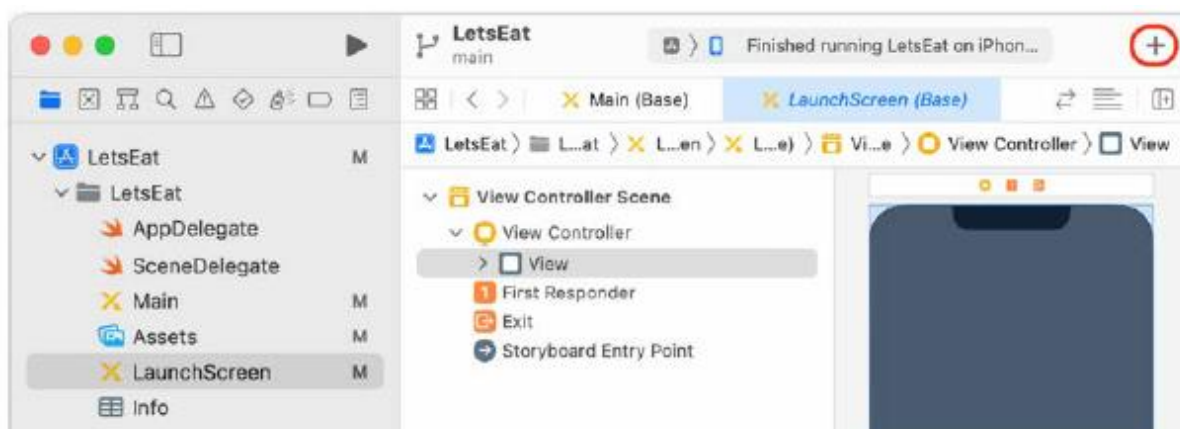 LetsEat
main
Finished running LetsEat on iPhon...
Main (Base)
LaunchScreen (Base)
LetsEat M
LetsEat
AppDelegate
SceneDelegate
Main M
Assets M
LaunchScreen M
Info
LetsEat L...at L...en L...e) Vi...e View Controller View
View Controller Scene
View Controller
View
1 First Responder
Exit
Storyboard Entry Point